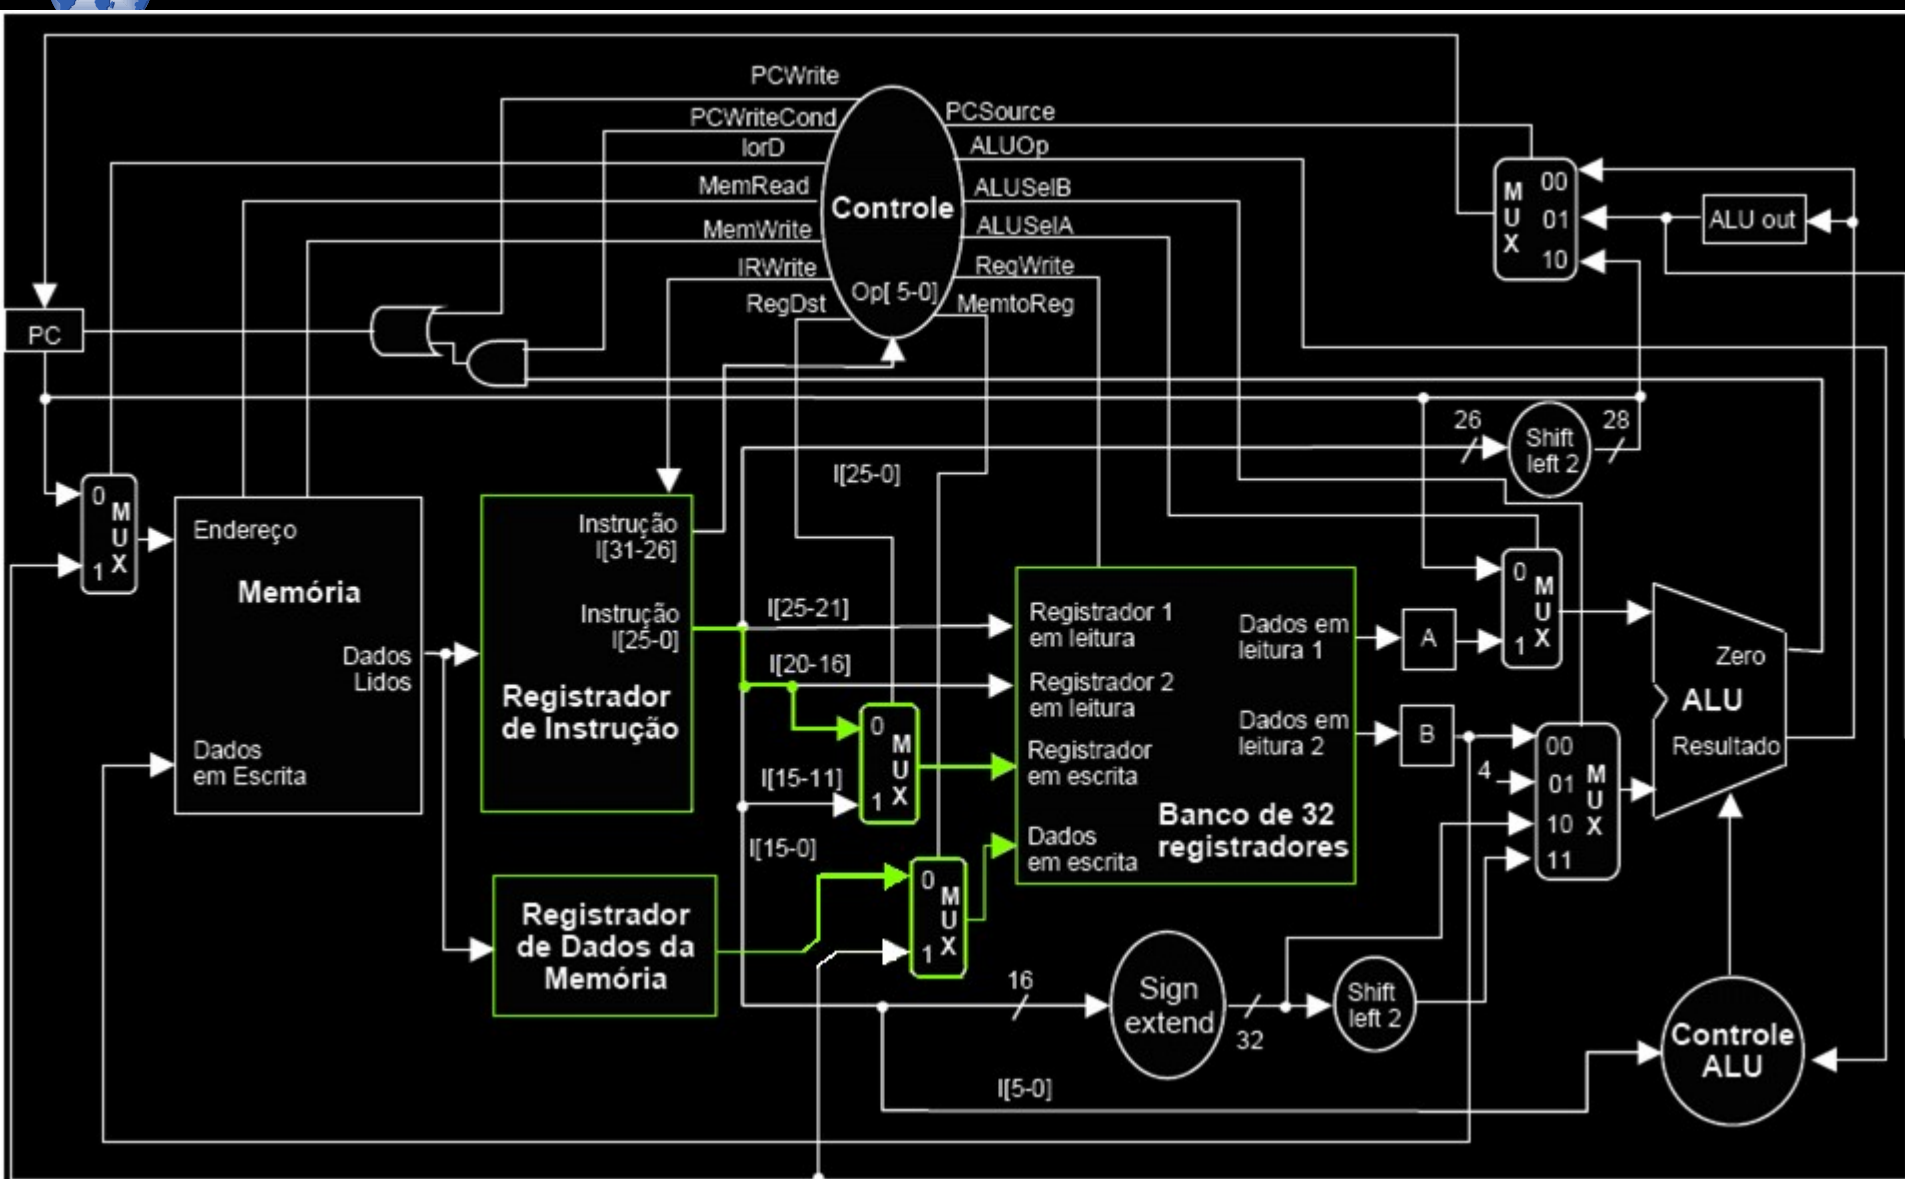 PCWrite
PCWriteCond
IorD
MemRead
MemWrite
IRWrite
RegDst
Controle
Op[ 5-0]
PCSource
ALUOp
ALUSelB
ALUSelA
RegWrite
MemtoReg
M
U
X
00
01
10
ALU out
PC
26
Shift
left 2
28
I[25-0]
0
1
M
U
X
Endereço
Memória
Dados
Lidos
Dados
em Escrita
Instrução
I[31-26]
Instrução
I[25-0]
Registrador
de Instrução
I[25-21]
I[20-16]
I[15-11]
I[15-0]
0
1
M
U
X
Registrador 1
em leitura
Registrador 2
em leitura
Registrador
em escrita
Dados
em escrita
Dados em
leitura 1
Dados em
leitura 2
Banco de 32
registradores
A
B
0
1
M
U
X
4
00
01
10
11
M
U
X
Zero
ALU
Resultado
Registrador
de Dados da
Memória
0
1
M
U
X
16
Sign
extend
32
Shift
left 2
Controle
ALU
I[5-0]